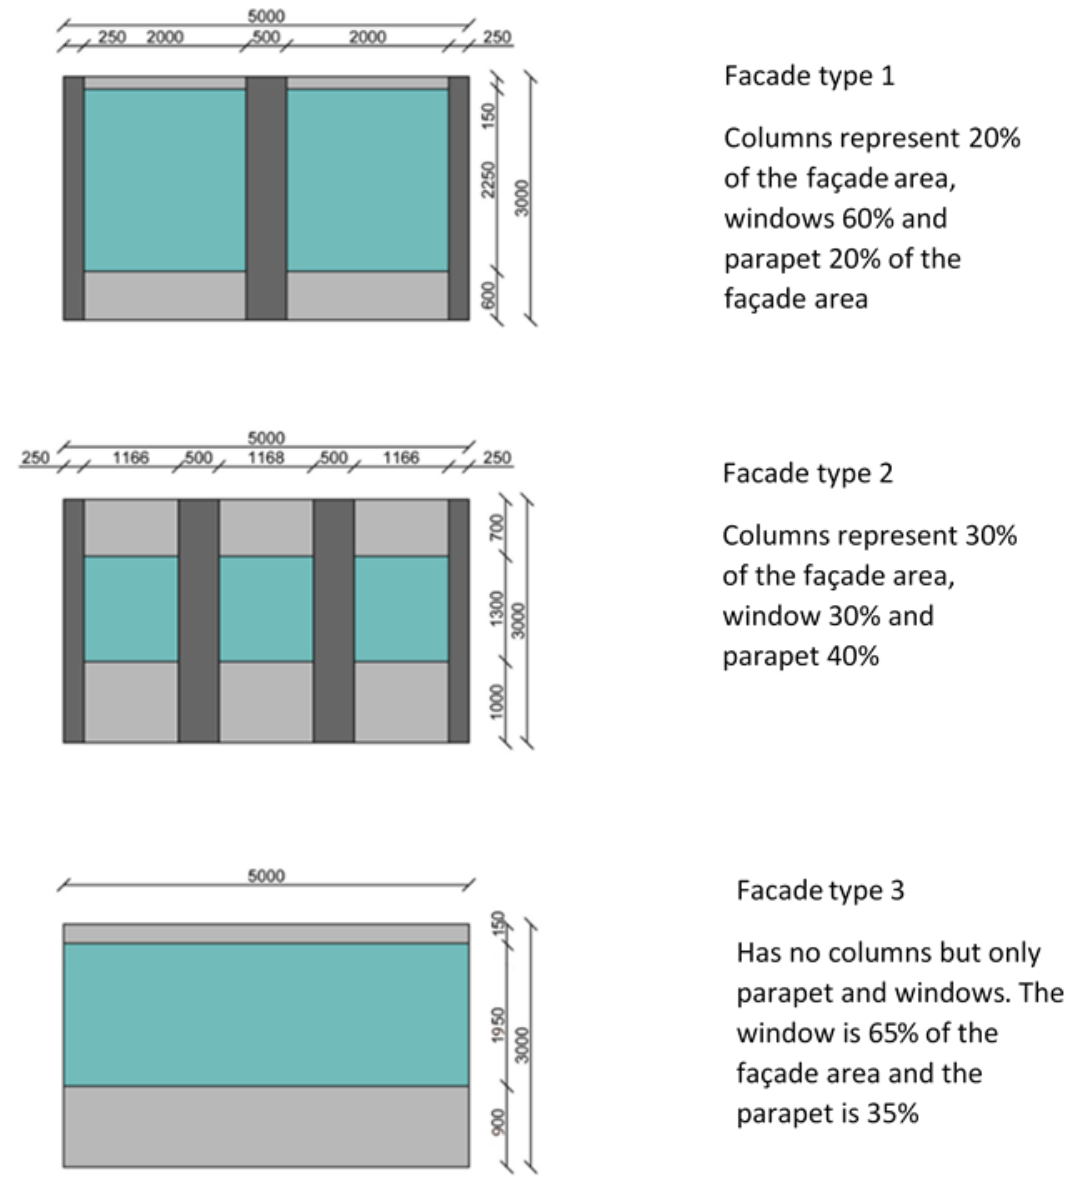 5000
250 2000 500 2000 250
150
2250
3000
600
Facade type 1
Columns represent 20%
of the façade area,
windows 60% and
parapet 20% of the
façade area
5000
250 1166 500 1168 500 1166 250
700
1300
3000
1000
Facade type 2
Columns represent 30%
of the façade area,
window 30% and
parapet 40%
5000
150
1950
3000
900
Facade type 3
Has no columns but only
parapet and windows. The
window is 65% of the
façade area and the
parapet is 35%